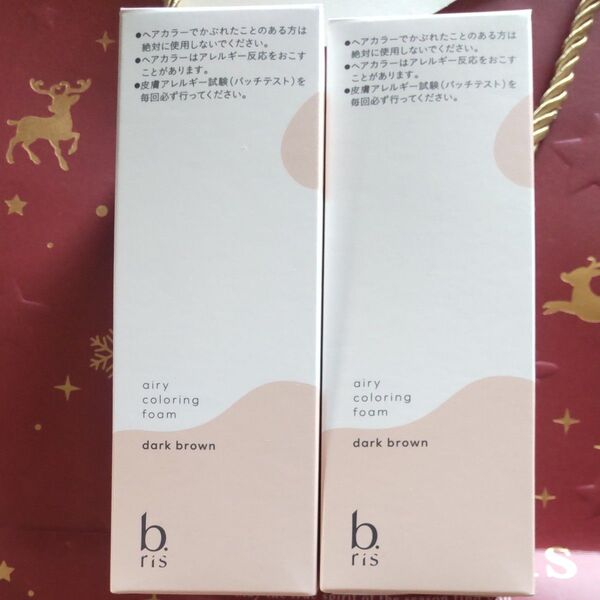 ●ヘアカラーでかぶれたことのある方は
絶対に使用しないでください。
●ヘアカラーはアレルギー反応をおこす
ことがあります。
●皮膚アレルギー試験(パッチテスト)を
毎回必ず行ってください。
airy
coloring
foam
dark brown
b.
ris
●ヘアカラーでかぶれたことのある方は
絶対に使用しないでください。
●ヘアカラーはアレルギー反応をおこす
ことがあります。
●皮膚アレルギー試験(パッチテスト)を
毎回必ず行ってください。
airy
coloring
foam
dark brown
b.
ris